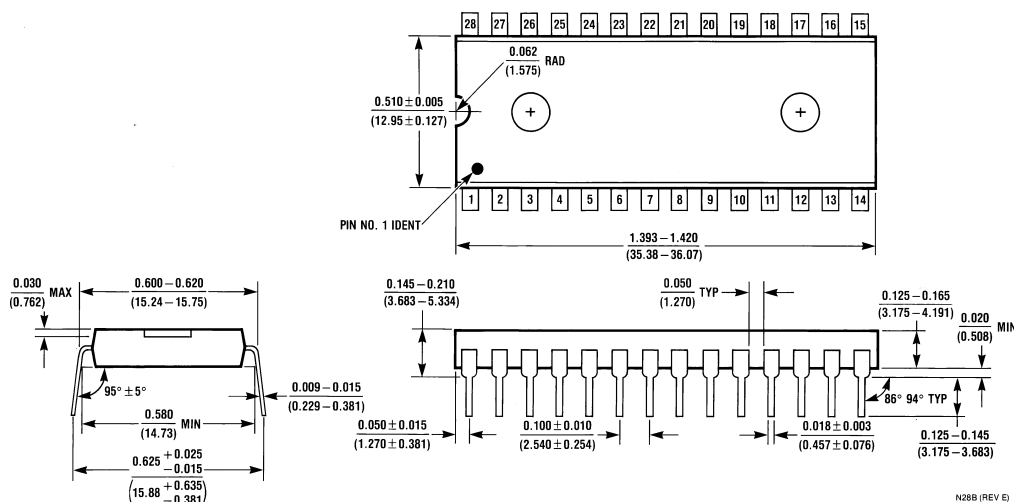 28 27 26 25 24 23 22 21 20 19 18 17 16 15
0.062
(1.575)
RAD
0.510 ± 0.005
(12.95 ± 0.127)
PIN NO. 1 IDENT
1 2 3 4 5 6 7 8 9 10 11 12 13 14
1.393 – 1.420
(35.38 – 36.07)
0.030
(0.762)
MAX
0.600 – 0.620
(15.24 – 15.75)
95° ± 5°
0.580
(14.73)
MIN
0.625 +0.025
−0.015
(15.88 +0.635
−0.381)
0.009 – 0.015
(0.229 – 0.381)
0.145 – 0.210
(3.683 – 5.334)
0.050
(1.270)
TYP
0.125 – 0.165
(3.175 – 4.191)
0.020
(0.508)
MIN
0.050 ± 0.015
(1.270 ± 0.381)
0.100 ± 0.010
(2.540 ± 0.254)
0.018 ± 0.003
(0.457 ± 0.076)
86° 94° TYP
0.125 – 0.145
(3.175 – 3.683)
N28B (REV E)